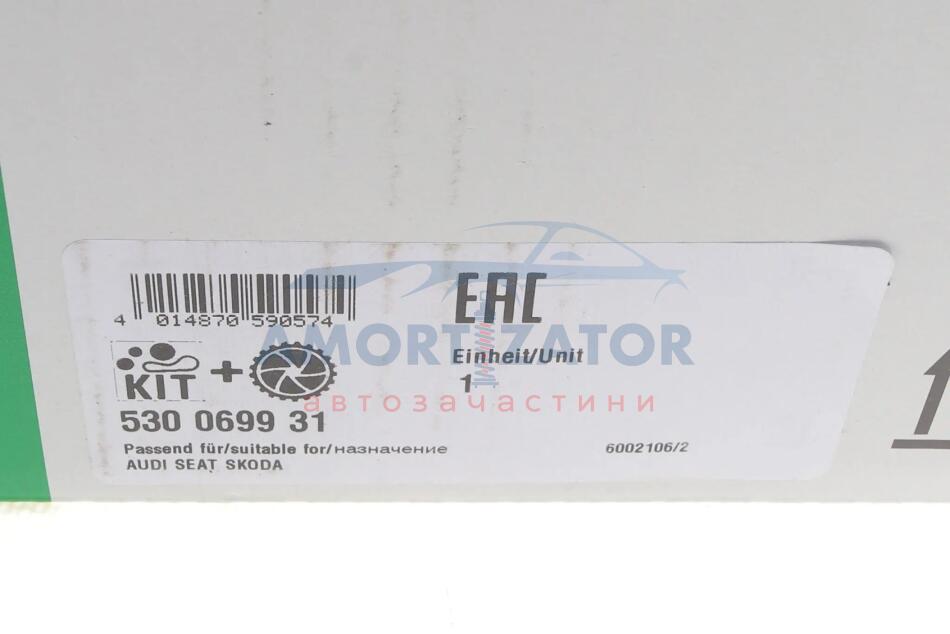 EAC
4 014870 590574
AMORTIZATOR
Einheit/Unit
1
KIT +
автозачастини
530 0699 31
Passend für/suitable for/назначение
6002106/2
AUDI SEAT SKODA